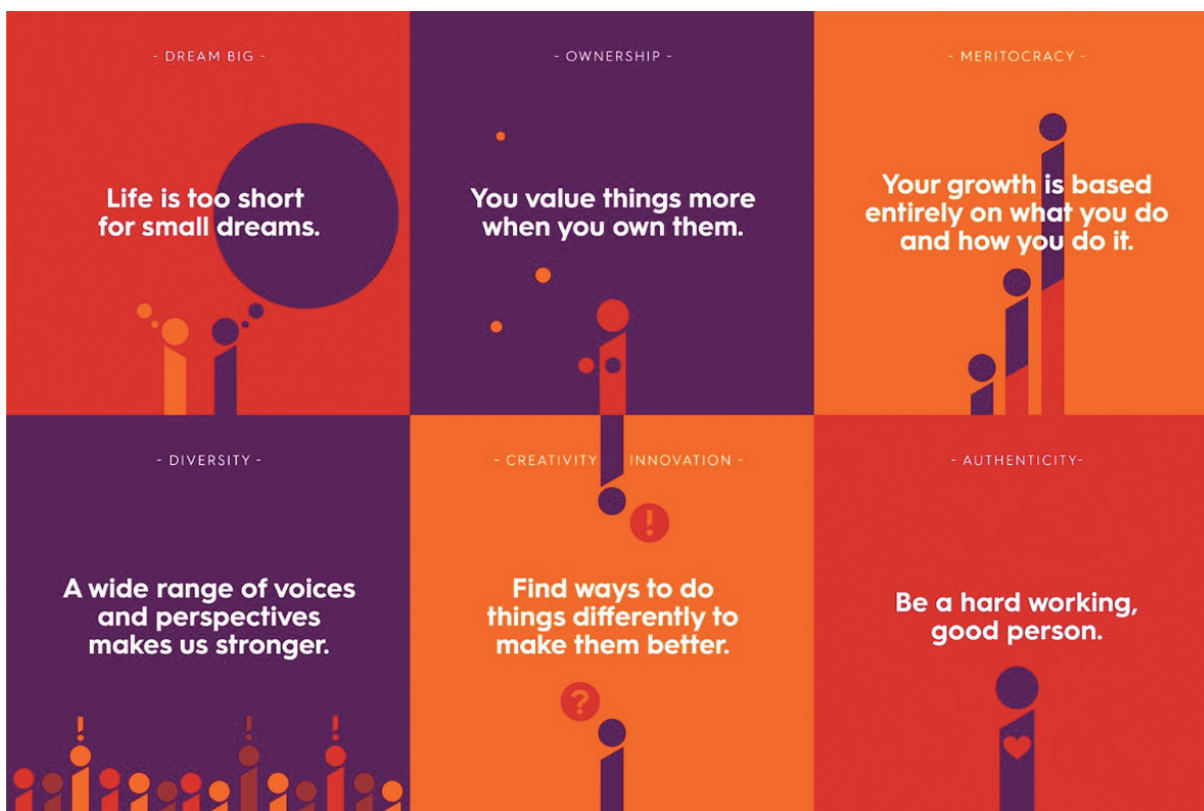 - DREAM BIG -
Life is too short
for small dreams.
- OWNERSHIP -
You value things more
when you own them.
- MERITOCRACY -
Your growth is based
entirely on what you do
and how you do it.
- DIVERSITY -
A wide range of voices
and perspectives
makes us stronger.
! ! !
- CREATIVITY INNOVATION -
!
Find ways to do
things differently to
make them better.
?
- AUTHENTICITY-
Be a hard working,
good person.